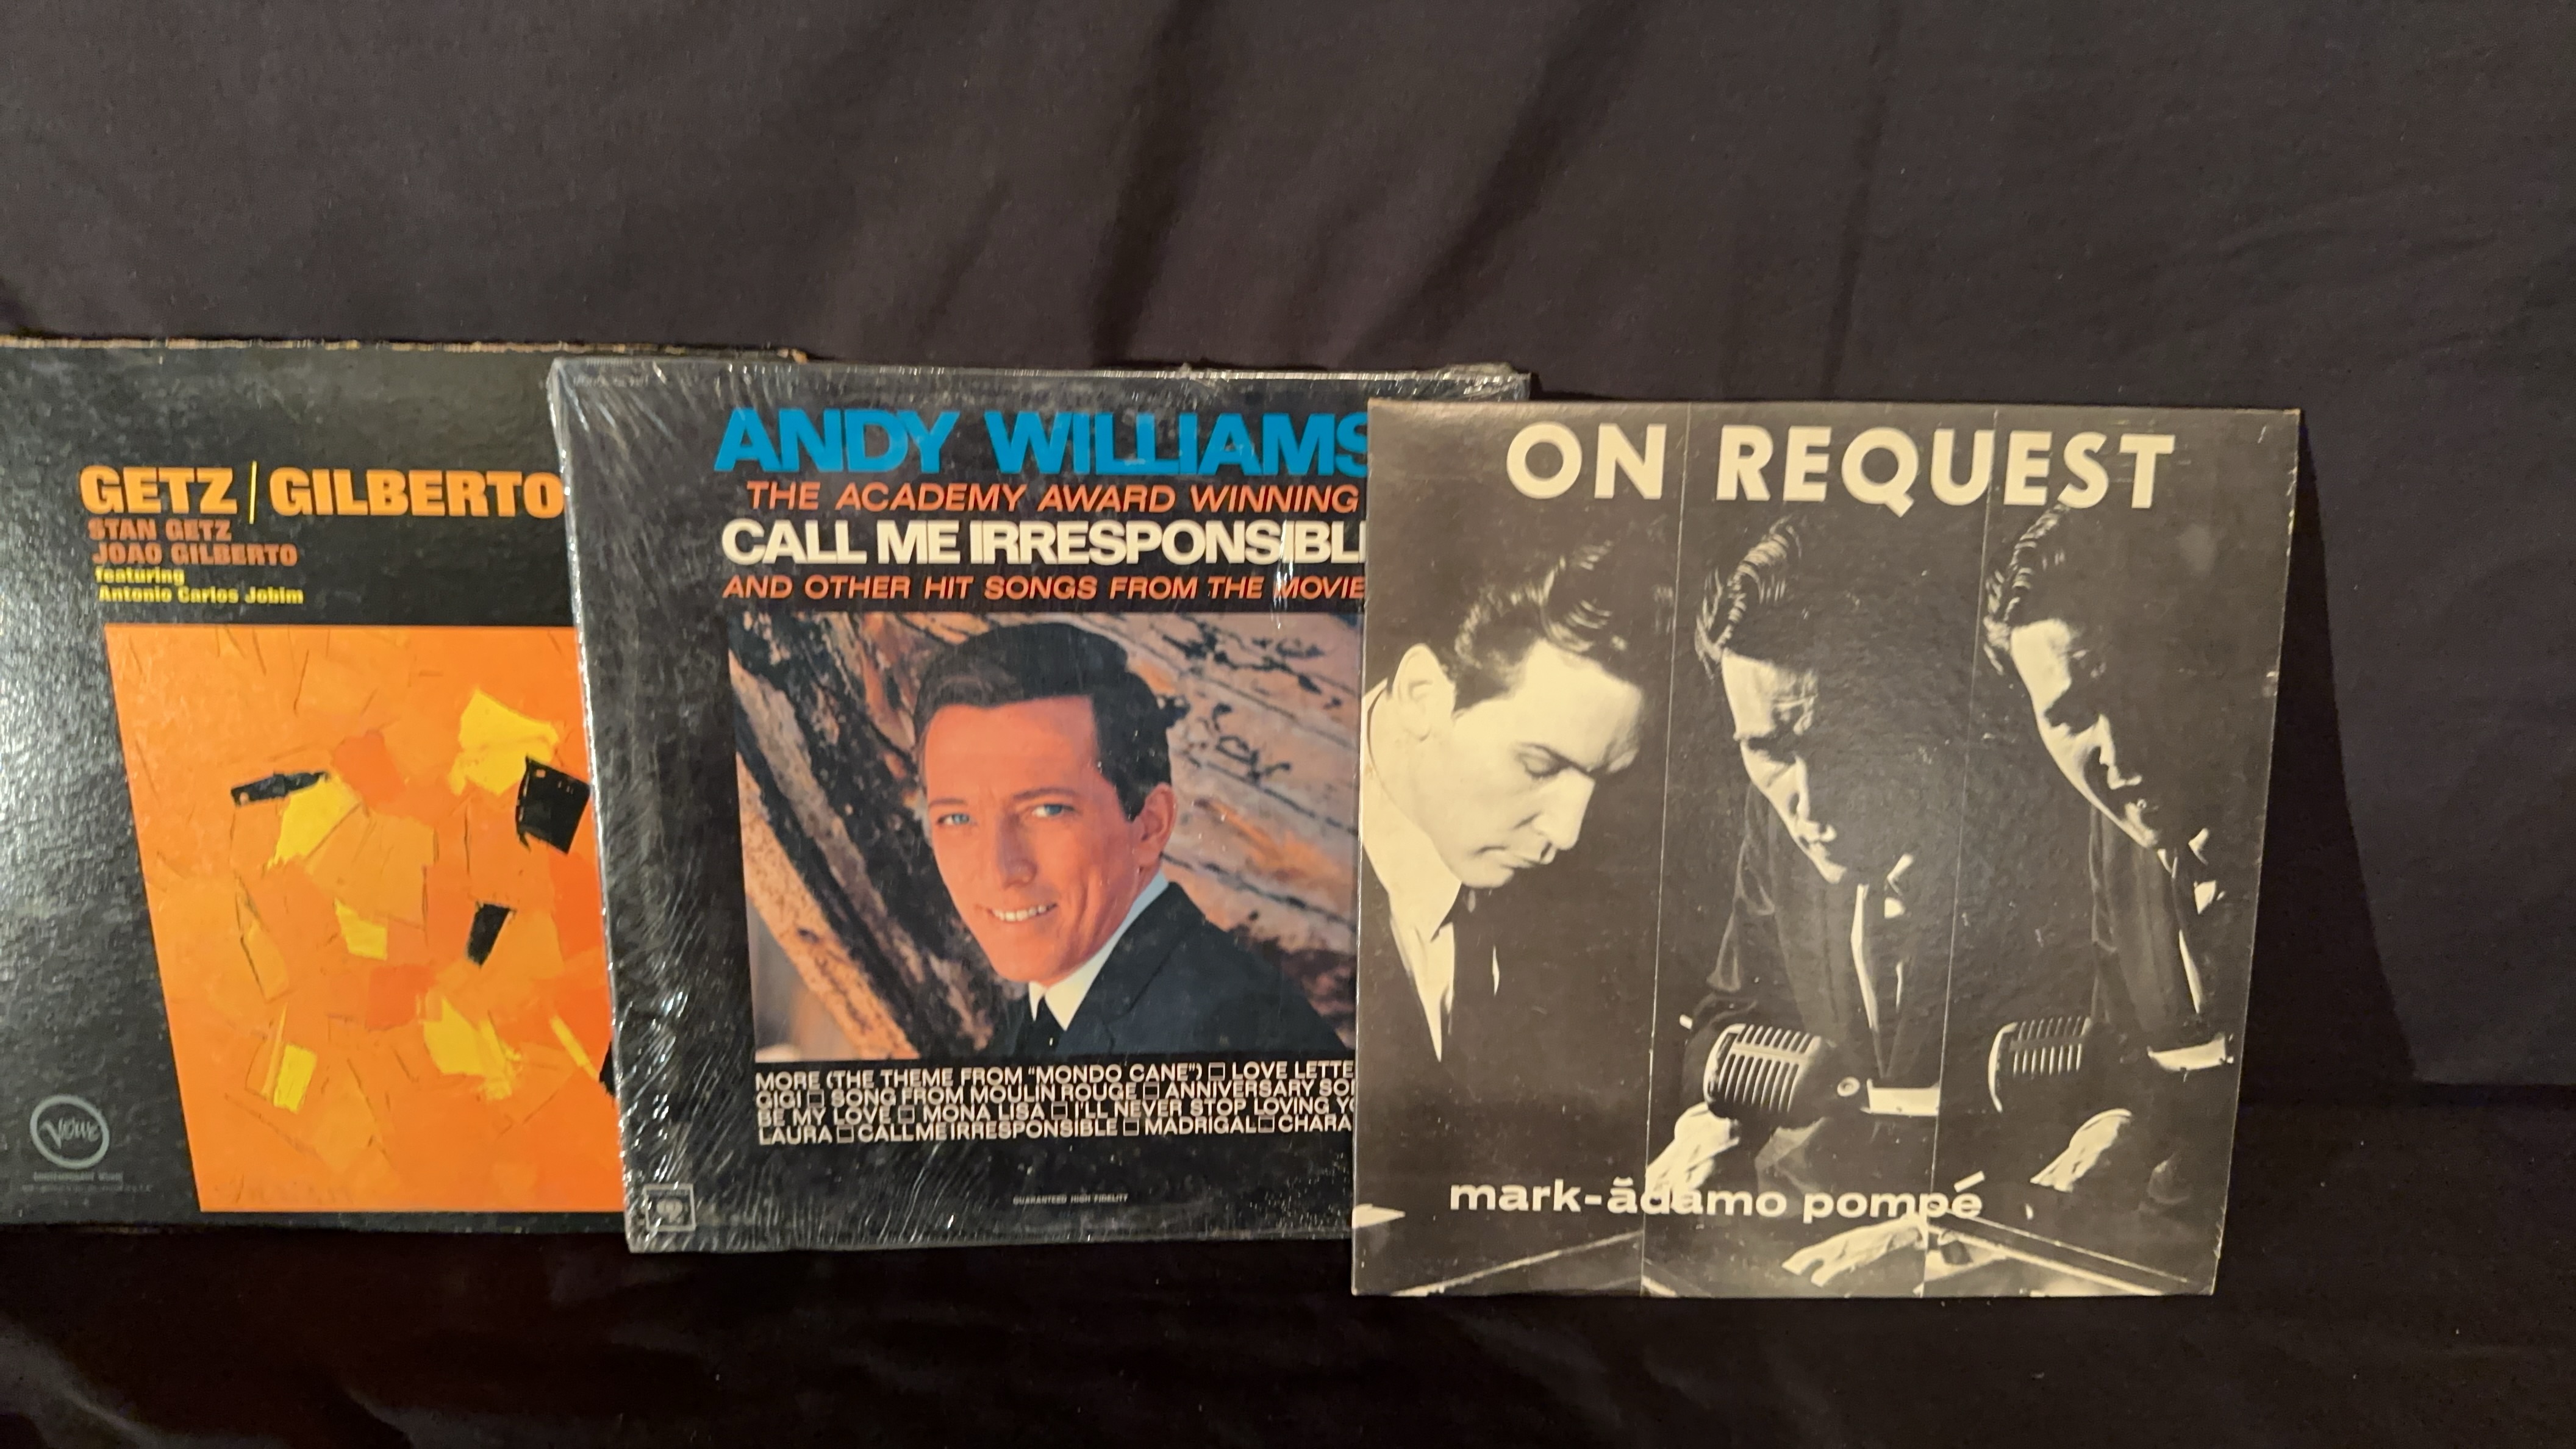 GETZ | GILBERTO
STAN GETZ
JOAO GILBERTO
featuring
Antonio Carlos Jobim
Verve
ANDY WILLIAMS
THE ACADEMY AWARD WINNING
CALL ME IRRESPONSIBL
AND OTHER HIT SONGS FROM THE MOVIE
MORE (THE THEME FROM "MONDO CANE") □ LOVE LETTE
GIGI □ SONG FROM MOULIN ROUGE □ ANNIVERSARY SO
BE MY LOVE □ MONA LISA □ I'LL NEVER STOP LOVING YO
LAURA □ CALL ME IRRESPONSIBLE □ MADRIGAL □ CHARA
GUARANTEED HIGH FIDELITY
ON REQUEST
mark-ădamo pompé